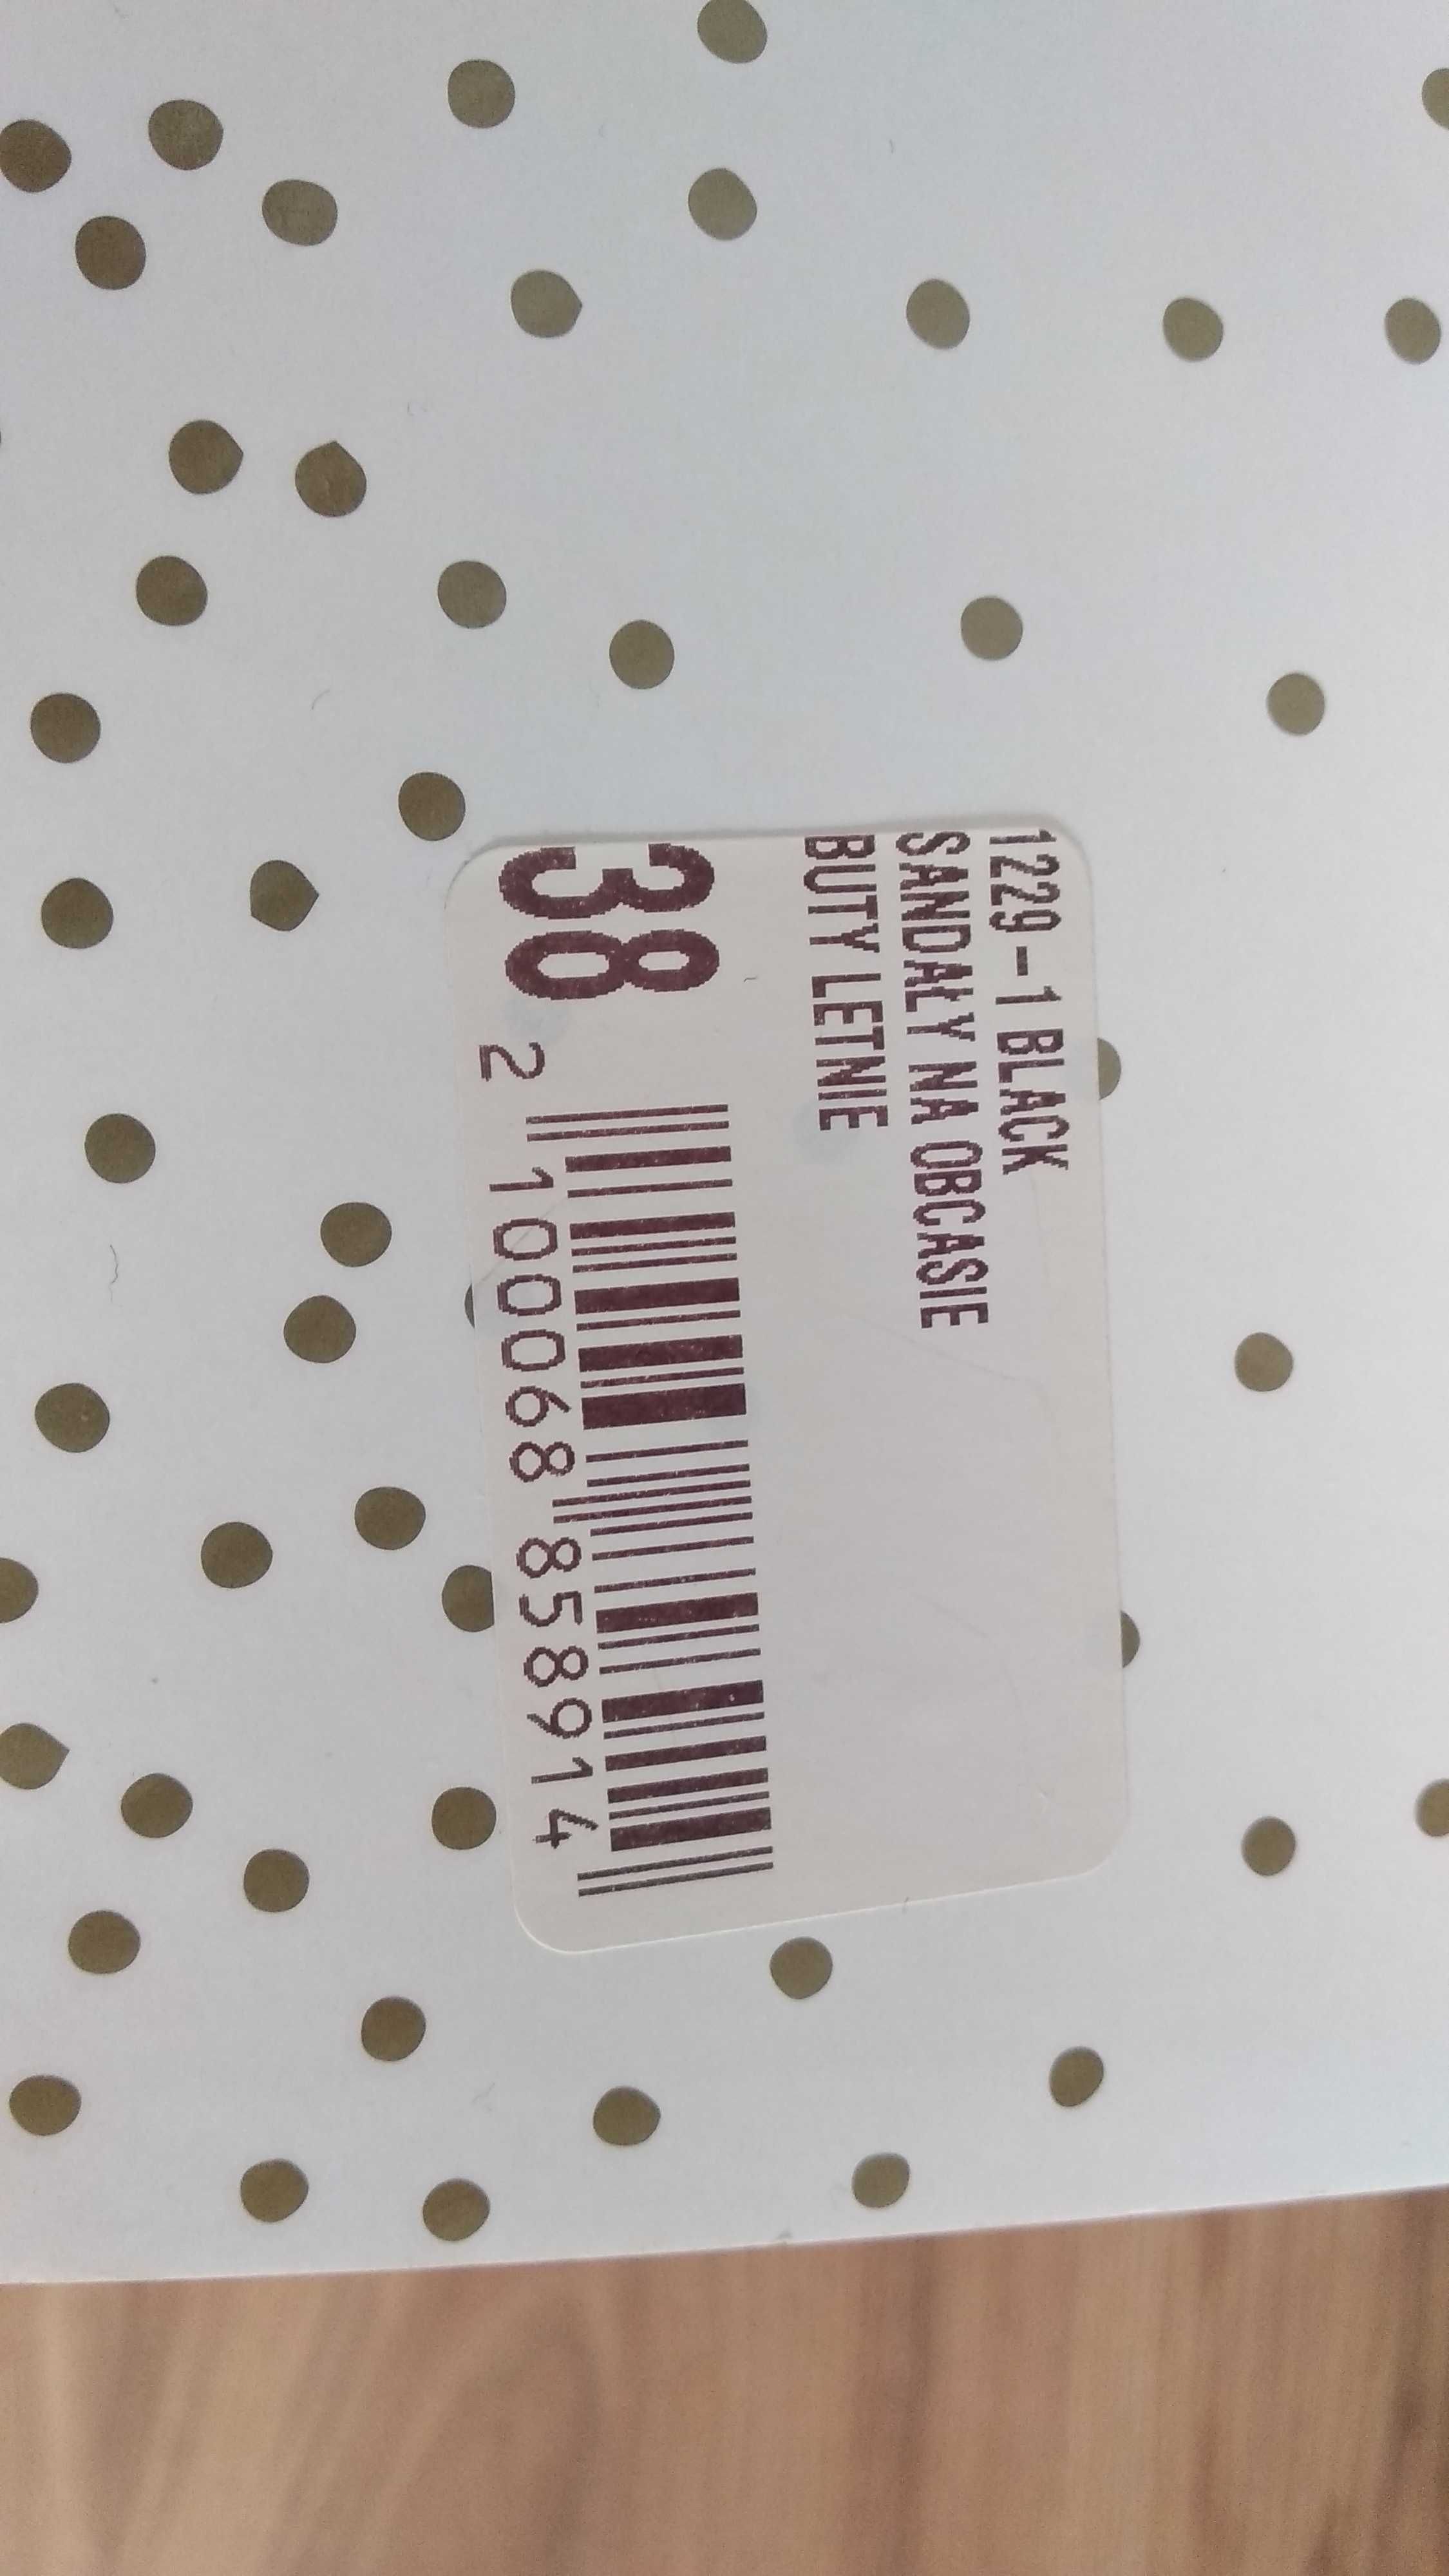 1229-1 BLACK
SANDAŁY NA OBCASIE
BUTY LETNIE
38
2 100068 858914